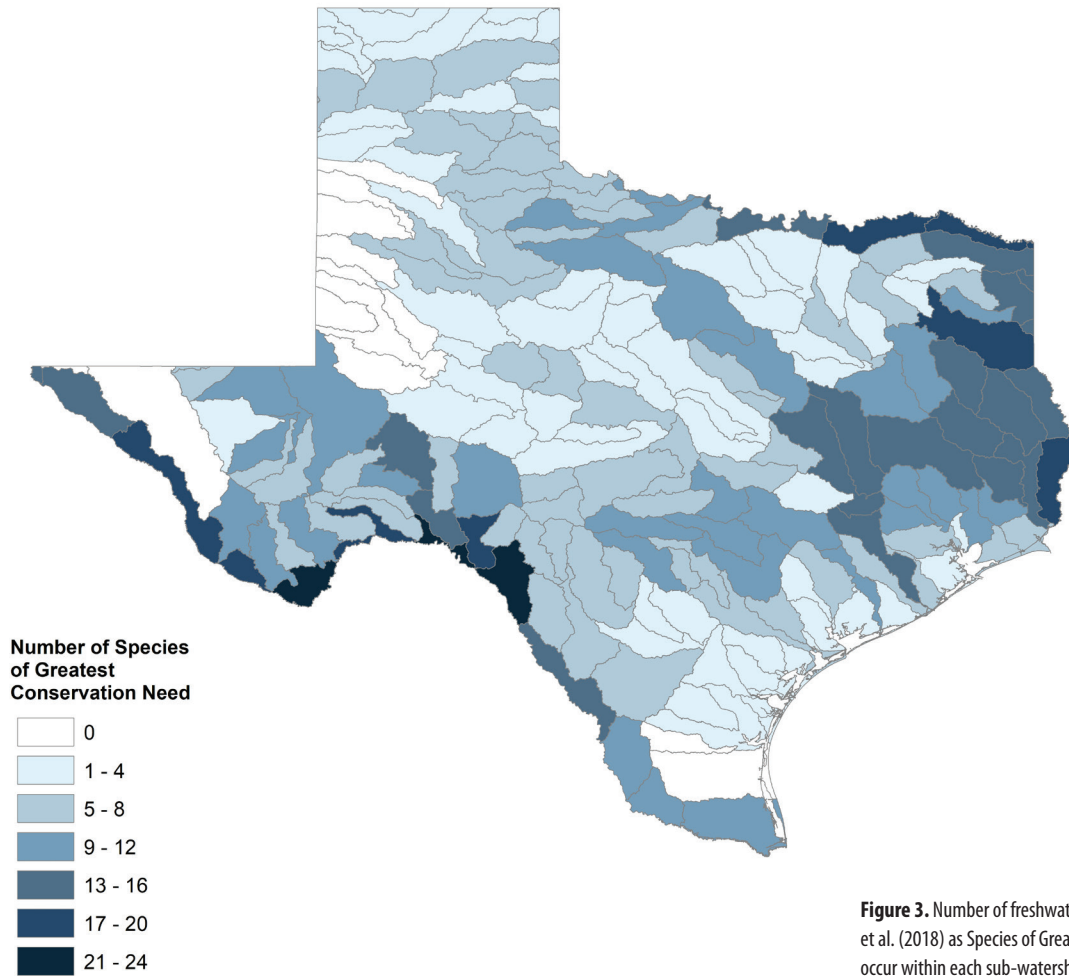 Number of Species
of Greatest
Conservation Need
0
1 - 4
5 - 8
9 - 12
13 - 16
17 - 20
21 - 24
Figure 3. Number of freshwat
et al. (2018) as Species of Grea
occur within each sub-watersh